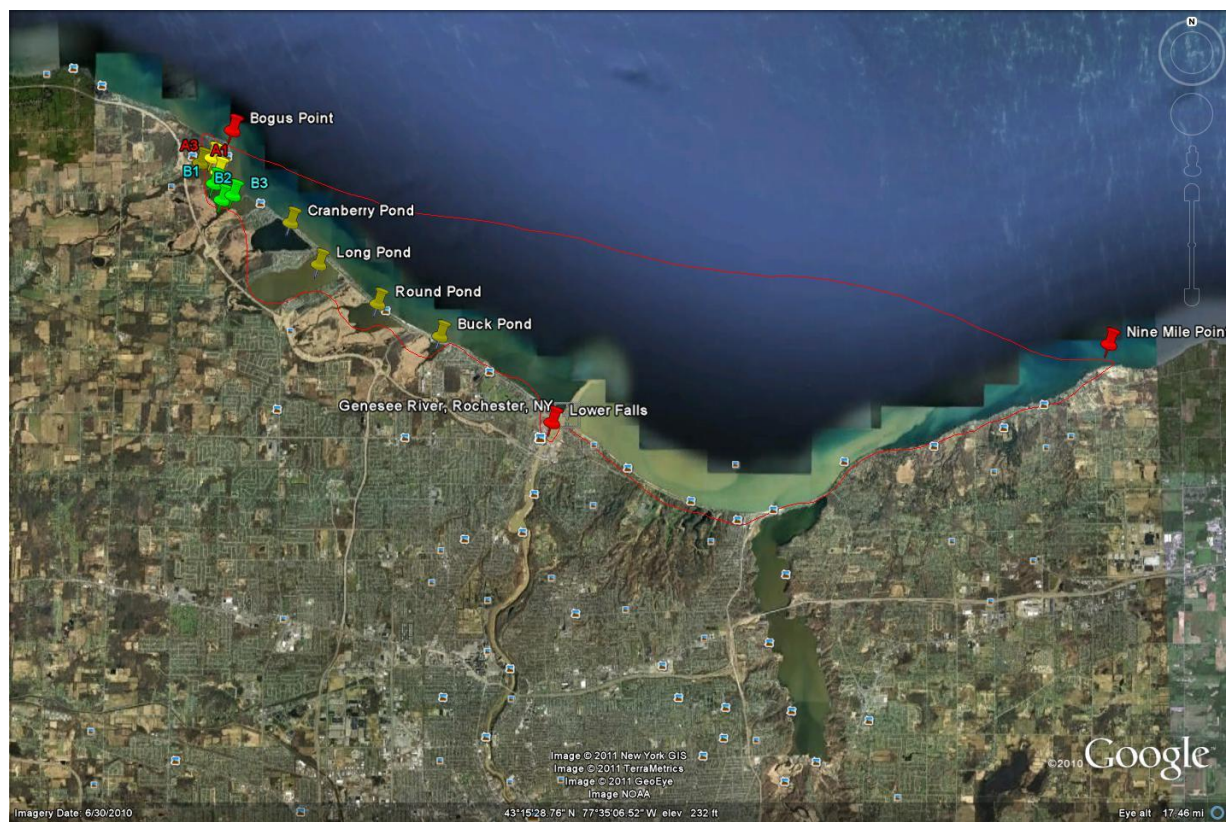 N
Bogus Point
A3 A1
B1 B2 B3
Cranberry Pond
Long Pond
Round Pond
Buck Pond
Nine Mile Point
Genesee River, Rochester, NY
Lower Falls
Image © 2011 New York GIS
Image © 2011 TerraMetrics
Image © 2011 GeoEye
Image NOAA
©2010 Google
Imagery Date: 6/30/2010
43°15'28.76" N 77°35'06.52" W elev 232 ft
Eye alt 17.46 mi